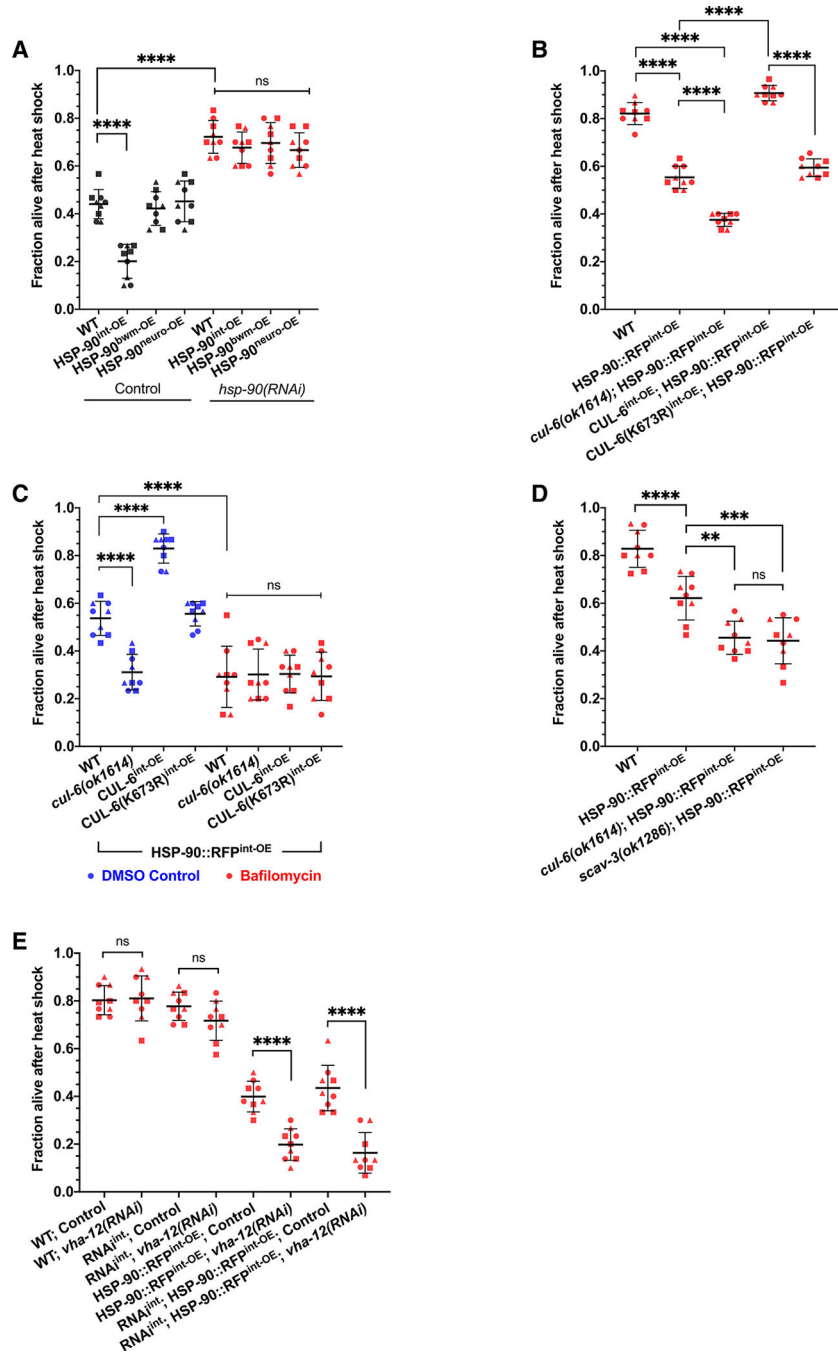 A
Fraction alive after heat shock
1.0
0.8
0.6
0.4
0.2
0.0
****
****
ns
WT
HSP-90int-OE
HSP-90bwm-OE
HSP-90neuro-OE
WT
HSP-90int-OE
HSP-90bwm-OE
HSP-90neuro-OE
Control
hsp-90(RNAi)
B
Fraction alive after heat shock
1.0
0.8
0.6
0.4
0.2
0.0
****
****
****
****
****
WT
HSP-90::RFPint-OE
cul-6(ok1614); HSP-90::RFPint-OE
CUL-6int-OE; HSP-90::RFPint-OE
CUL-6(K673R)int-OE; HSP-90::RFPint-OE
C
Fraction alive after heat shock
1.0
0.8
0.6
0.4
0.2
0.0
****
****
****
ns
WT
cul-6(ok1614)
CUL-6int-OE
CUL-6(K673R)int-OE
WT
cul-6(ok1614)
CUL-6int-OE
CUL-6(K673R)int-OE
HSP-90::RFPint-OE
DMSO Control
Bafilomycin
D
Fraction alive after heat shock
1.0
0.8
0.6
0.4
0.2
0.0
****
***
**
ns
WT
HSP-90::RFPint-OE
cul-6(ok1614); HSP-90::RFPint-OE
scav-3(ok1286); HSP-90::RFPint-OE
E
Fraction alive after heat shock
1.0
0.8
0.6
0.4
0.2
0.0
ns
ns
****
****
WT; Control
WT; vha-12(RNAi)
RNAiint; Control
RNAiint; vha-12(RNAi)
HSP-90::RFPint-OE; Control
HSP-90::RFPint-OE; vha-12(RNAi)
RNAiint; HSP-90::RFPint-OE; Control
RNAiint; HSP-90::RFPint-OE; vha-12(RNAi)